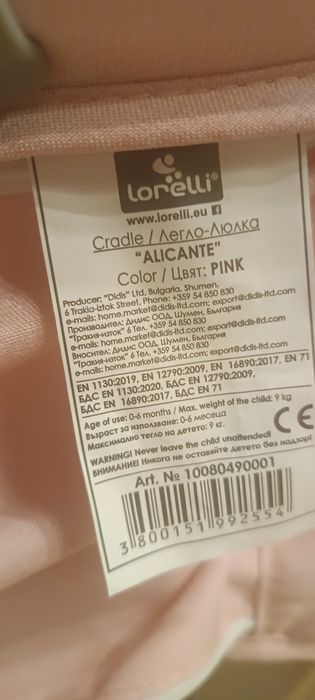 lorelli®
www.lorelli.eu
Cradle / Легло-Люлка
"ALICANTE"
Color / Цвят: PINK
Producer: "Didis" Ltd. Bulgaria, Shumen,
6 Trakia-Iztok Street, Phone: +359 54 850 830
e-mails: home.market@didis-ltd.com; export@didis-ltd.com
Производител: Дидис ООД, Шумен, България
"Тракия-изток" 6 Тел. +359 54 850 830
e-mails: home.market@didis-ltd.com; export@didis-ltd.com
Вносител: Дидис ООД, Шумен, България
"Тракия-изток" 6 Тел. +359 54 850 830
e-mails: home.market@didis-ltd.com; export@didis-ltd.com
EN 1130:2019, EN 12790:2009, EN 16890:2017, EN 71
БДС EN 1130:2020, БДС EN 12790:2009,
БДС EN 16890:2017, БДС EN 71
Age of use: 0-6 months / Max. weight of the child: 9 kg
Възраст за използване: 0-6 месеца
Максимално тегло на детето: 9 кг.
CE
WARNING! Never leave the child unattended!
ВНИМАНИЕ! Никога не оставяйте детето без надзор!
Art. № 10080490001
3 800151 992554